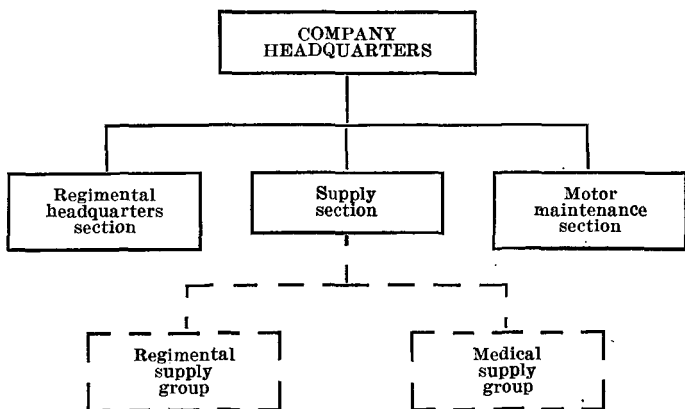 COMPANY
HEADQUARTERS
Regimental
headquarters
section
Supply
section
Motor
maintenance
section
Regimental
supply
group
Medical
supply
group